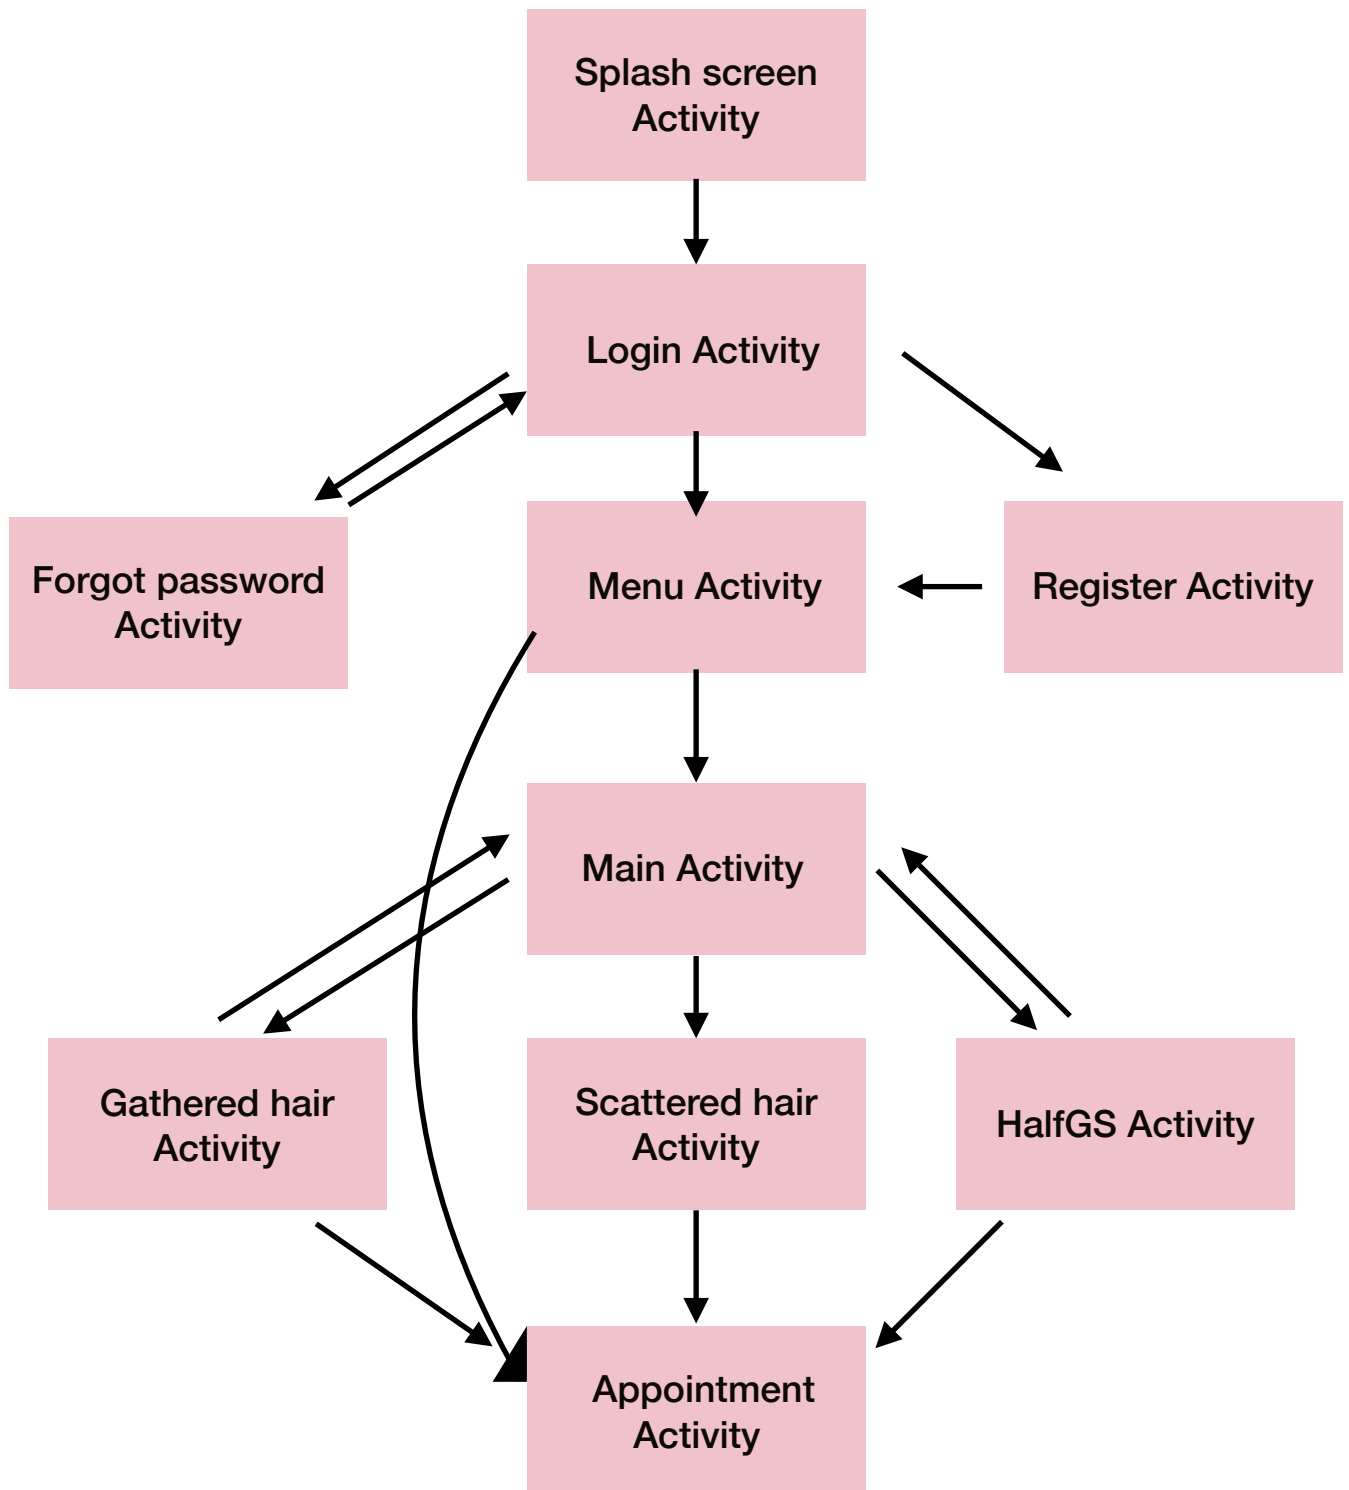 Splash screen
Activity
Login Activity
Forgot password
Activity
Menu Activity
Register Activity
Main Activity
Gathered hair
Activity
Scattered hair
Activity
HalfGS Activity
Appointment
Activity